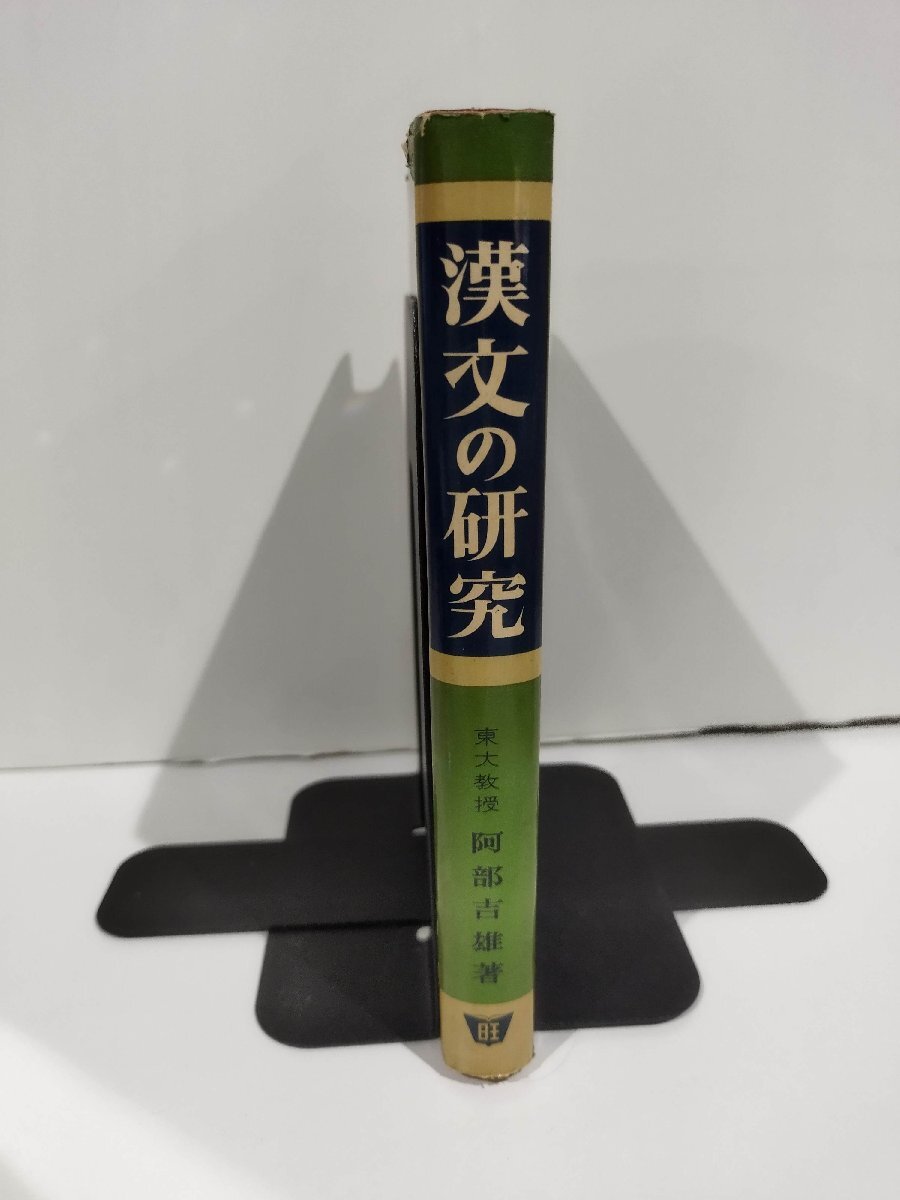 漢文の研究
東大教授 阿部吉雄著
旺